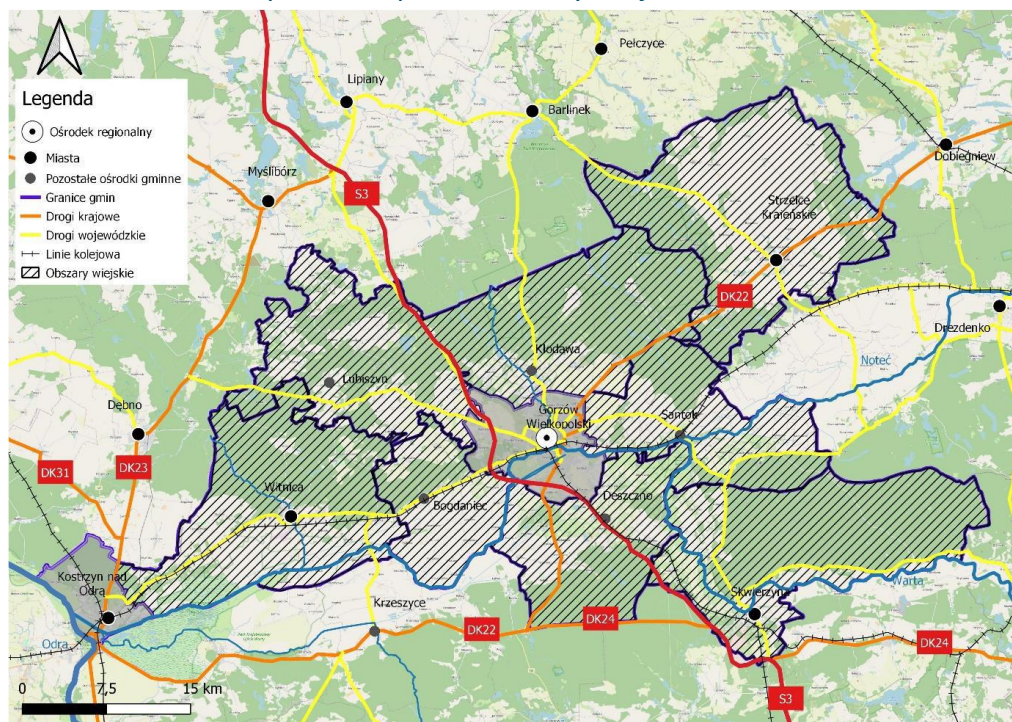 Pełczyce
Lipiany
Barlinek
Legenda
Ośrodek regionalny
Miasta
Pozostałe ośrodki gminne
Granice gmin
Drogi krajowe
Drogi wojewódzkie
Linie kolejowa
Obszary wiejskie
Dobiegniew
Myślibórz
S3
Strzelce
Kraieńskie
DK22
Drezdenko
Kłodawa
Noteć
Lubiszyn
Dębno
Gorzów
Wielkopolski
Santok
DK31
DK23
Witnica
Bogdaniec
Deszczno
Kostrzyn nad
Odrą
Warta
Skwierzyna
Krzeszyce
Odra
DK22
DK24
DK24
S3
0
7,5
15 km